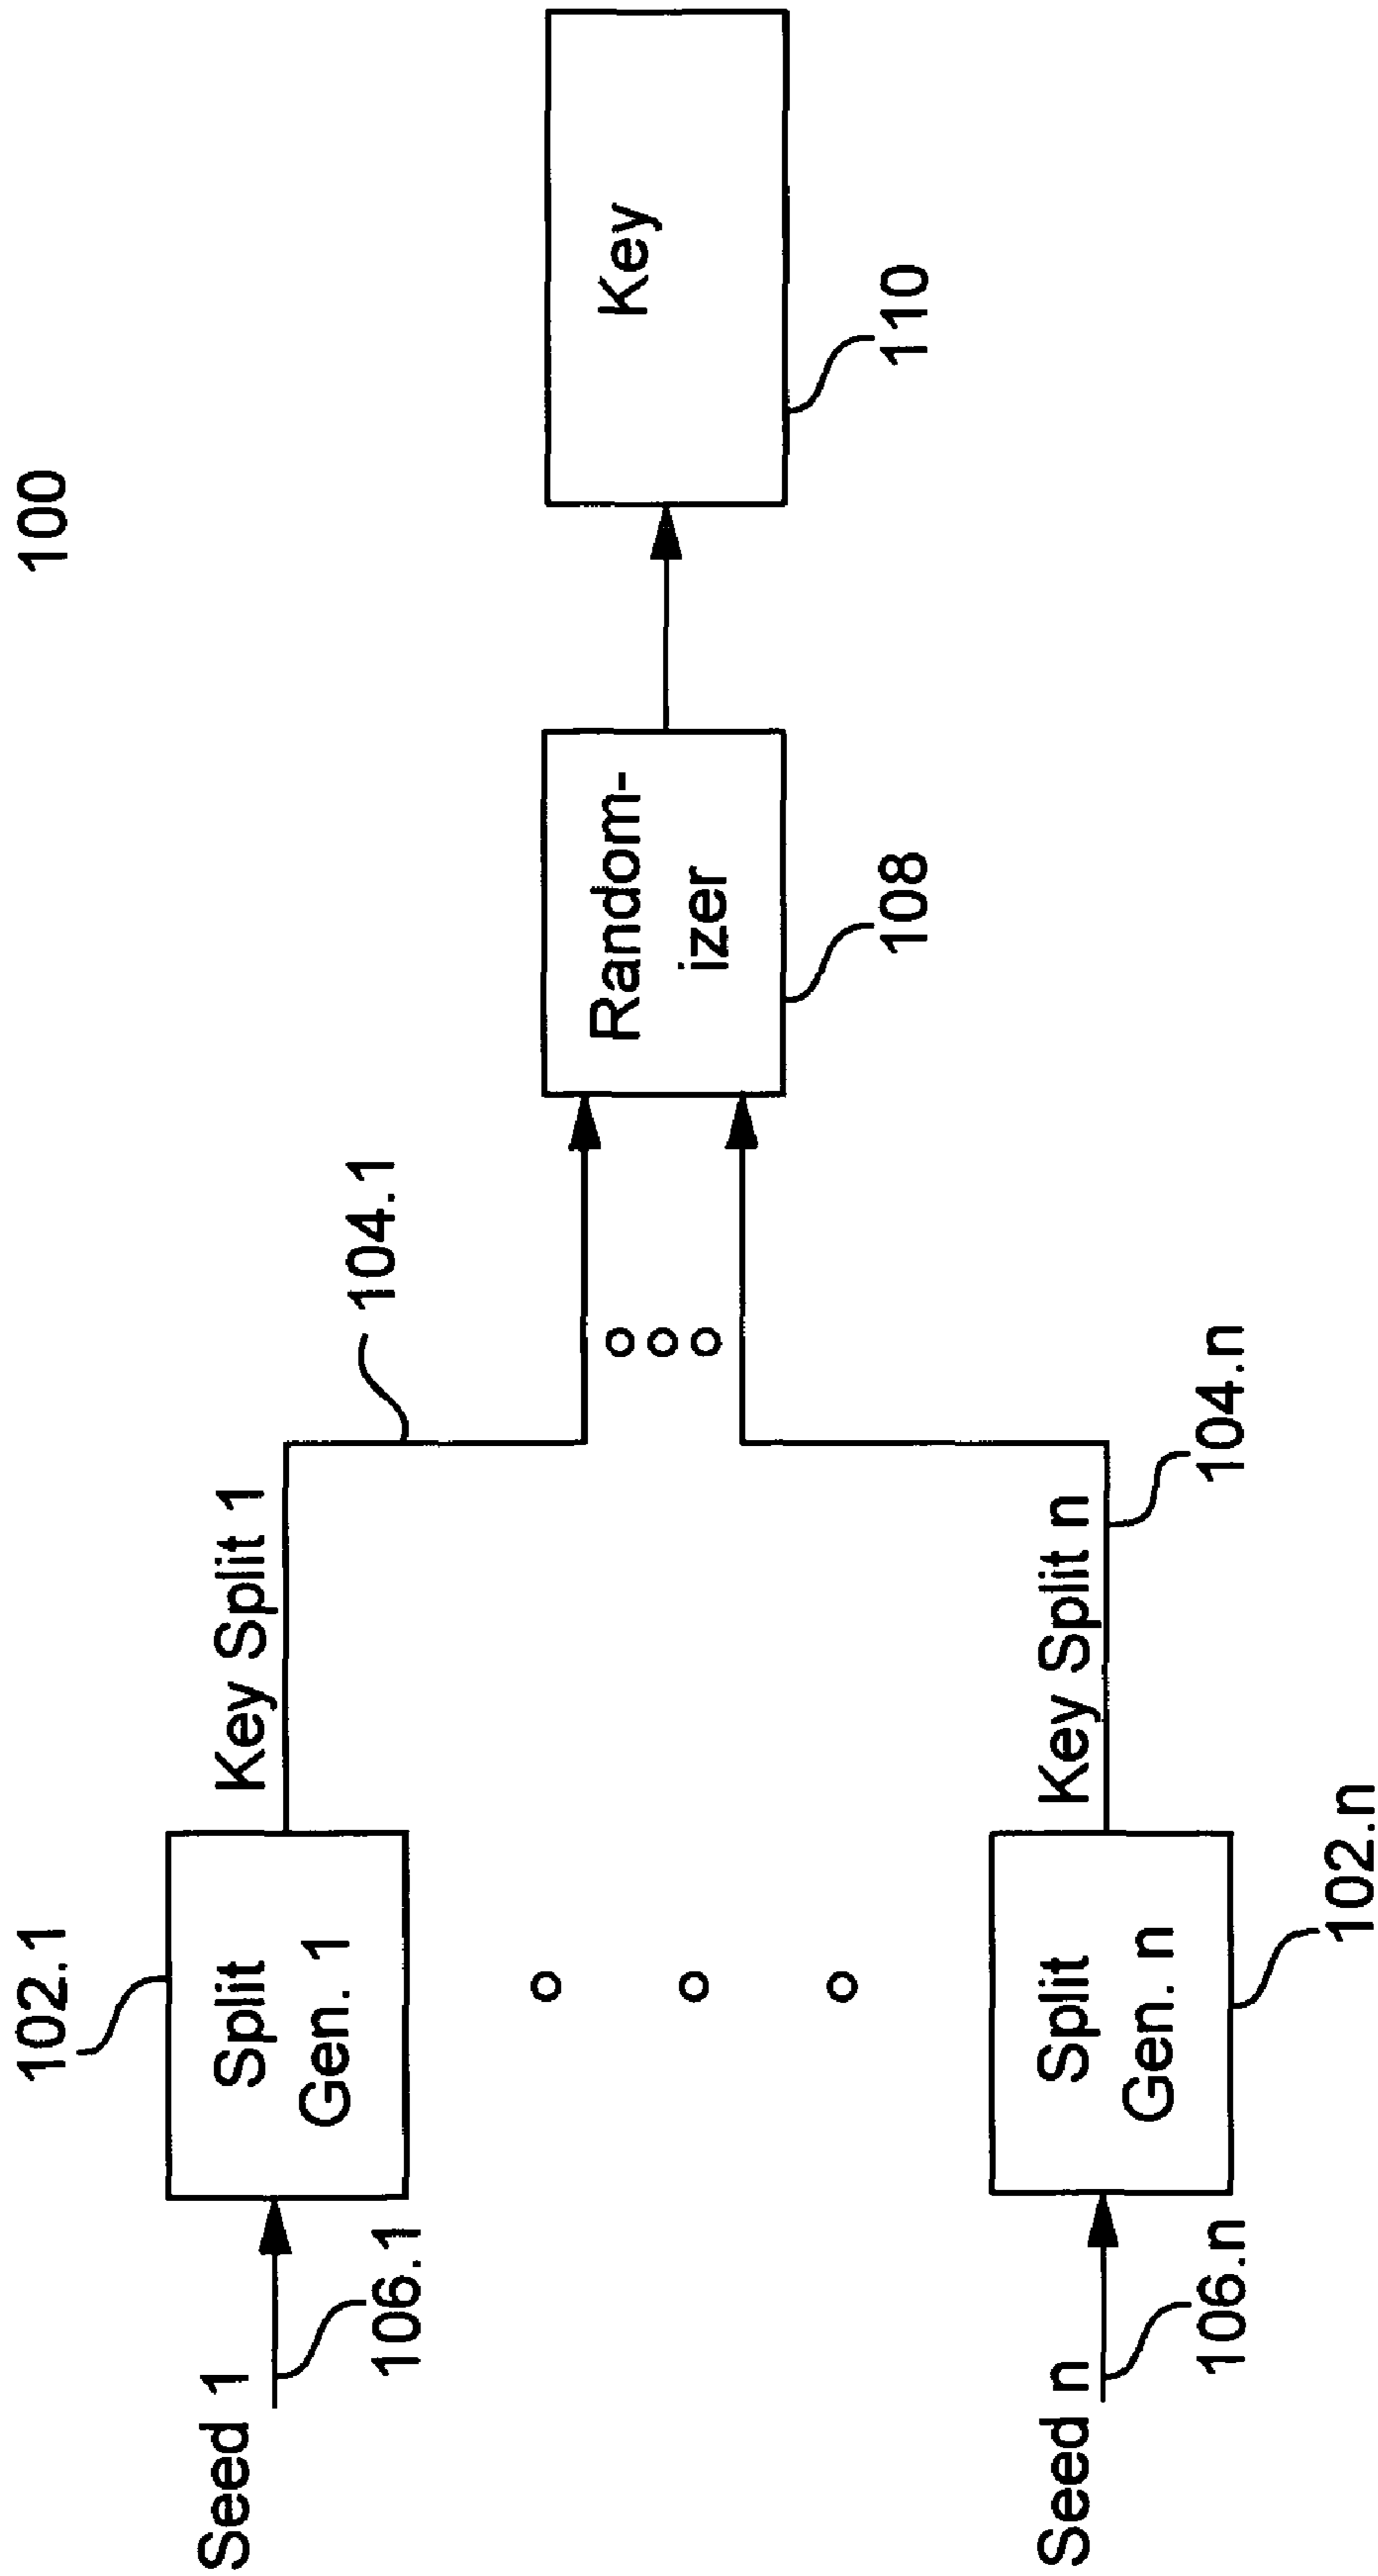 100
102.1
Seed 1
106.1
Split
Gen. 1
Key Split 1
104.1
Random-
izer
108
Key
110
Seed n
106.n
Split
Gen. n
102.n
Key Split n
104.n